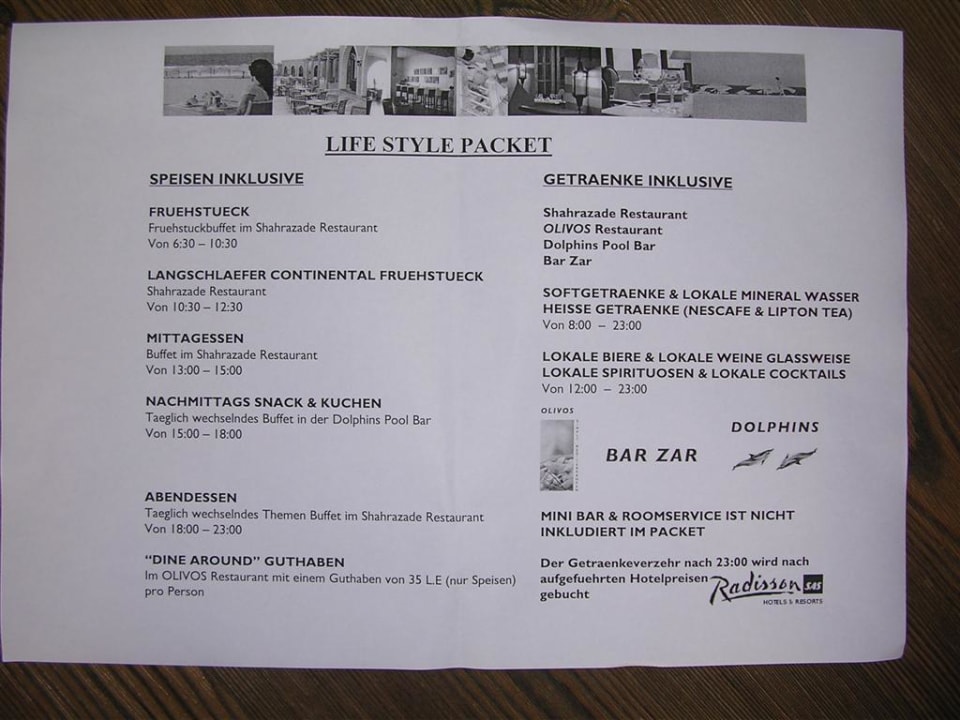 LIFE STYLE PACKET
SPEISEN INKLUSIVE
FRUEHSTUECK
Fruehstuckbuffet im Shahrazade Restaurant
Von 6:30 – 10:30
LANGSCHLAEFER CONTINENTAL FRUEHSTUECK
Shahrazade Restaurant
Von 10:30 – 12:30
MITTAGESSEN
Buffet im Shahrazade Restaurant
Von 13:00 – 15:00
NACHMITTAGS SNACK & KUCHEN
Taeglich wechselndes Buffet in der Dolphins Pool Bar
Von 15:00 – 18:00
ABENDESSEN
Taeglich wechselndes Themen Buffet im Shahrazade Restaurant
Von 18:00 – 23:00
“DINE AROUND” GUTHABEN
Im OLIVOS Restaurant mit einem Guthaben von 35 L.E (nur Speisen)
pro Person
GETRAENKE INKLUSIVE
Shahrazade Restaurant
OLIVOS Restaurant
Dolphins Pool Bar
Bar Zar
SOFTGETRAENKE & LOKALE MINERAL WASSER
HEISSE GETRAENKE (NESCAFE & LIPTON TEA)
Von 8:00 – 23:00
LOKALE BIERE & LOKALE WEINE GLASSWEISE
LOKALE SPIRITUOSEN & LOKALE COCKTAILS
Von 12:00 – 23:00
OLIVOS
BAR ZAR
DOLPHINS
MINI BAR & ROOMSERVICE IST NICHT
INKLUDIERT IM PACKET
Der Getraenkeverzehr nach 23:00 wird nach
aufgefuehrten Hotelpreisen
gebucht
Radisson SAS
HOTELS & RESORTS